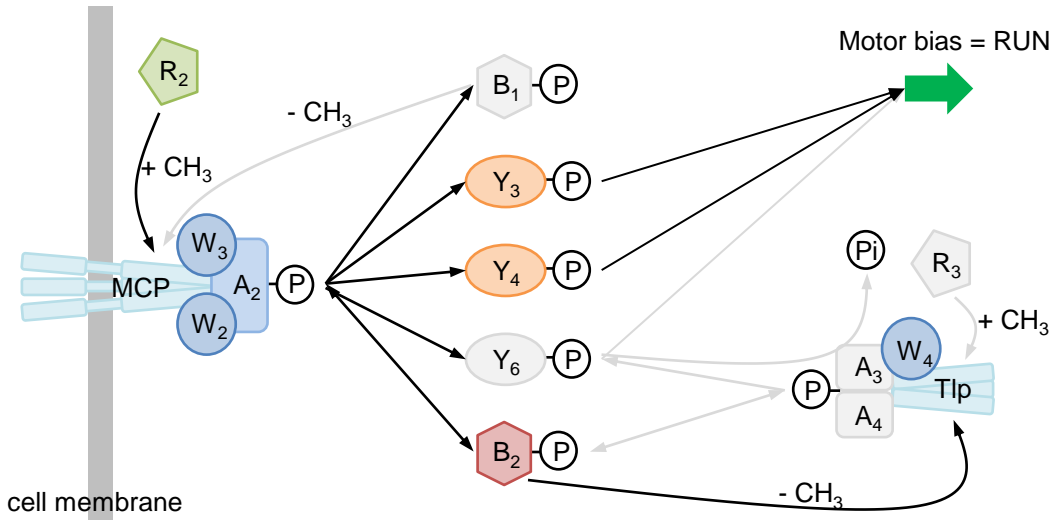 Motor bias = RUN
R₂
B₁
P
- CH₃
+ CH₃
Y₃
P
W₃
MCP
A₂
P
W₂
Y₄
P
Pi
R₃
+ CH₃
Y₆
P
W₄
A₃
P
Tlp
A₄
B₂
P
- CH₃
cell membrane